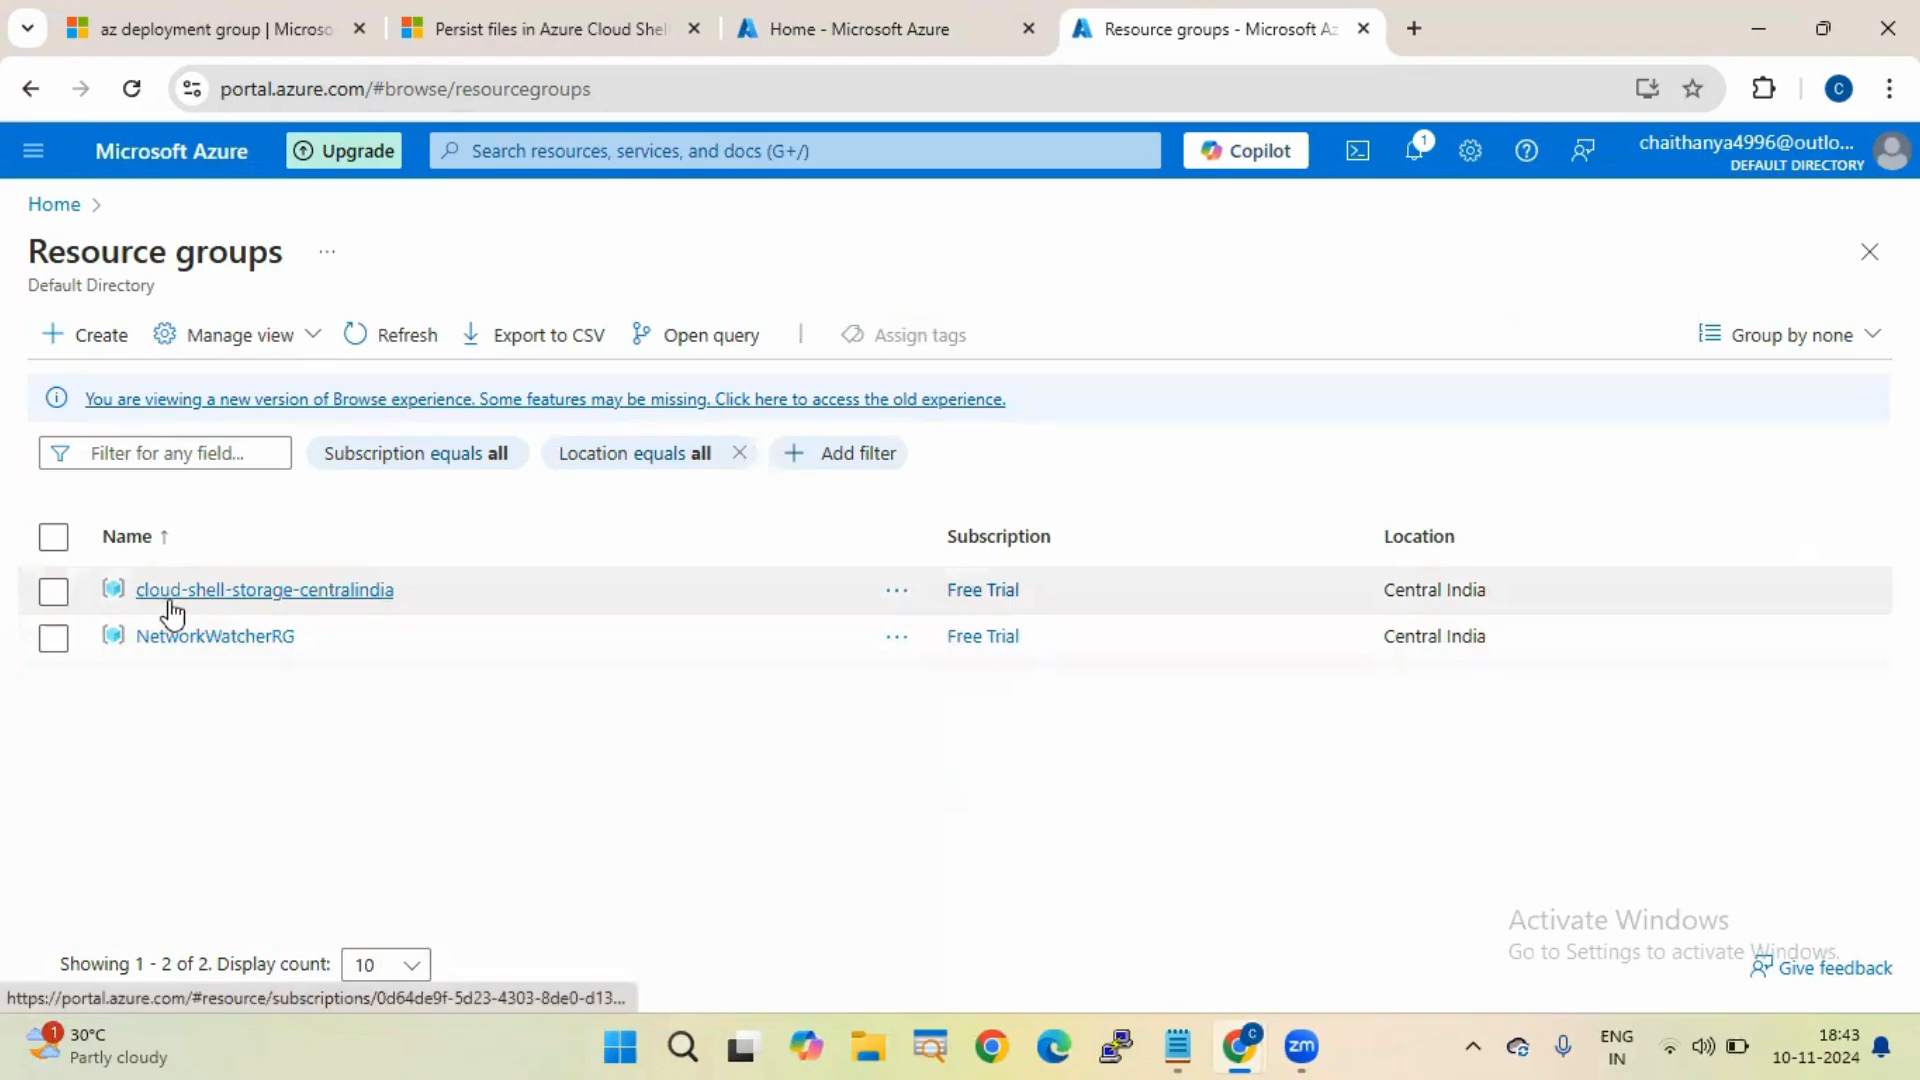 az deployment group | Microso
Persist files in Azure Cloud Shel
Home - Microsoft Azure
Resource groups - Microsoft Az
portal.azure.com/#browse/resourcegroups
C
Microsoft Azure
Upgrade
Search resources, services, and docs (G+/)
Copilot
1
chaithanya4996@outlo...
DEFAULT DIRECTORY
Home
Resource groups
...
Default Directory
Create
Manage view
Refresh
Export to CSV
Open query
Assign tags
Group by none
You are viewing a new version of Browse experience. Some features may be missing. Click here to access the old experience.
Filter for any field...
Subscription equals all
Location equals all
Add filter
Name ↑
Subscription
Location
cloud-shell-storage-centralindia
...
Free Trial
Central India
NetworkWatcherRG
...
Free Trial
Central India
Activate Windows
Go to Settings to activate Windows.
Showing 1 - 2 of 2. Display count: 10
Give feedback
https://portal.azure.com/#resource/subscriptions/0d64de9f-5d23-4303-8de0-d13...
1
30°C
Partly cloudy
C
zm
ENG
IN
18:43
10-11-2024